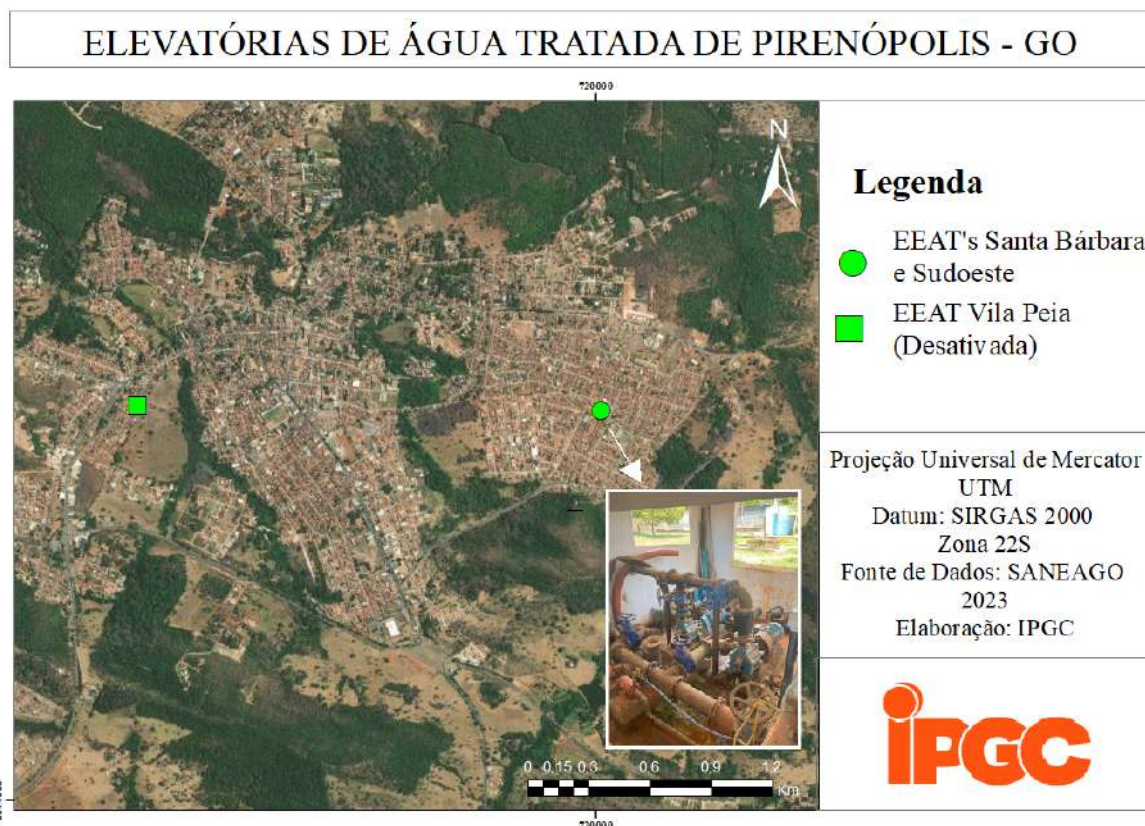 ELEVATÓRIAS DE ÁGUA TRATADA DE PIRENÓPOLIS - GO
720000
N
Legenda
EEAT's Santa Bárbara
e Sudoeste
EEAT Vila Peia
(Desativada)
Projeção Universal de Mercator
UTM
Datum: SIRGAS 2000
Zona 22S
Fonte de Dados: SANEAGO
2023
Elaboração: IPGC
0 0,15 0,3 0,6 0,9 1,2
Km
iPGC
720000